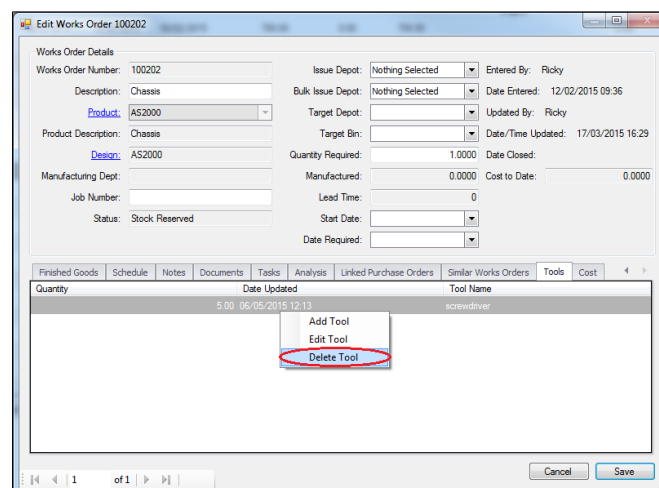 Edit Works Order 100202
Works Order Details
Works Order Number: 100202 Issue Depot: Nothing Selected Entered By: Ricky
Description: Chassis Bulk Issue Depot: Nothing Selected Date Entered: 12/02/2015 09:36
Product: AS2000 Target Depot: Updated By: Ricky
Product Description: Chassis Target Bin: Date/Time Updated: 17/03/2015 16:29
Design: AS2000 Quantity Required: 1.0000 Date Closed:
Manufacturing Dept: Manufactured: 0.0000 Cost to Date: 0.0000
Job Number: Lead Time: 0
Status: Stock Reserved Start Date:
Date Required:
Finished Goods Schedule Notes Documents Tasks Analysis Linked Purchase Orders Similar Works Orders Tools Cost
Quantity Date Updated Tool Name
5.00 06/05/2015 12:13 screwdriver
Add Tool
Edit Tool
Delete Tool
Cancel Save
1 of 1